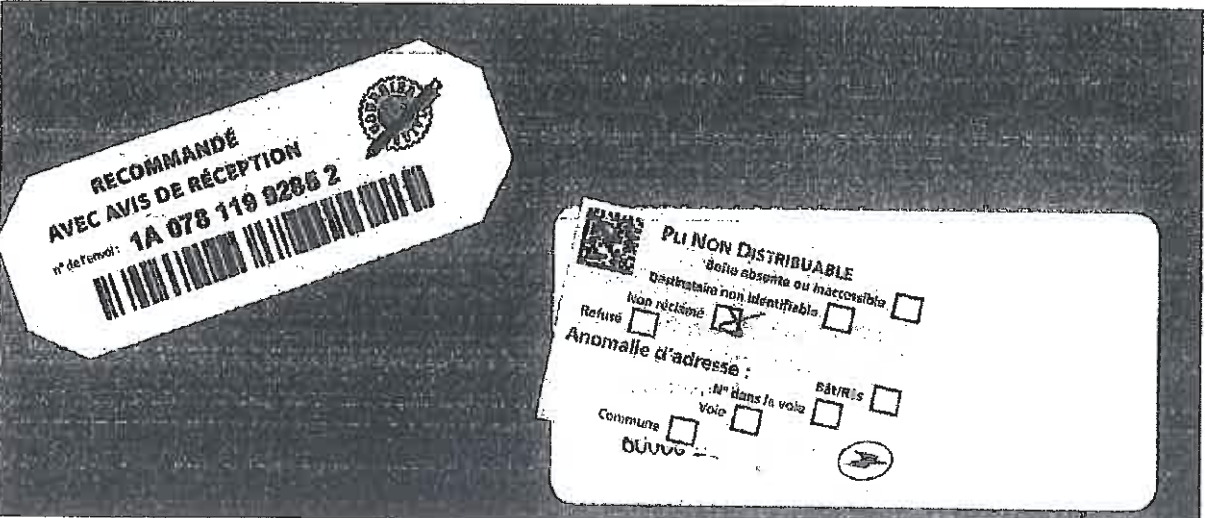 RECOMMANDÉ
AVEC AVIS DE RÉCEPTION
n° de l'envoi : 1A 078 119 9285 2
PLI NON DISTRIBUABLE
Boîte absente ou inaccessible
Destinataire non identifiable
Non réclamé
Refusé
Anomalie d'adresse :
Bât/Rés
N° dans la voie
Voie
Commune